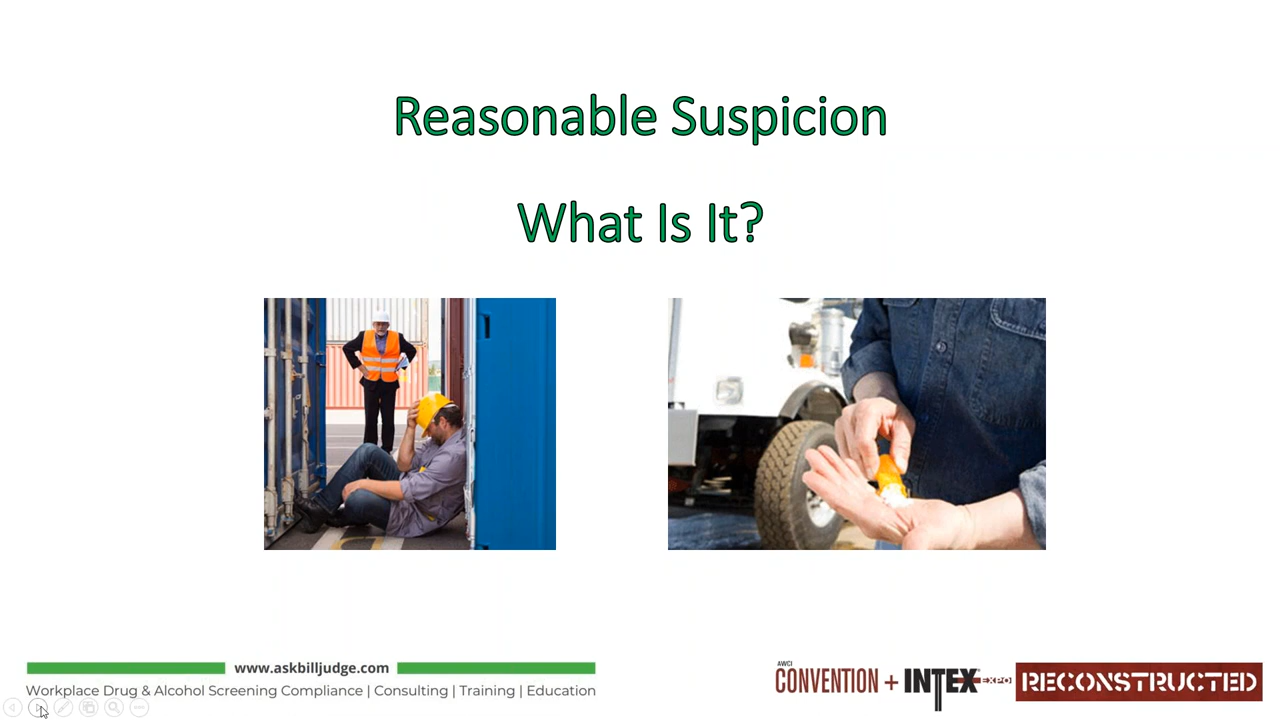 Reasonable Suspicion
What Is It?
www.askbilljudge.com
Workplace Drug & Alcohol Screening Compliance | Consulting | Training | Education
AWCI
CONVENTION + INTEX EXPO
RECONSTRUCTED